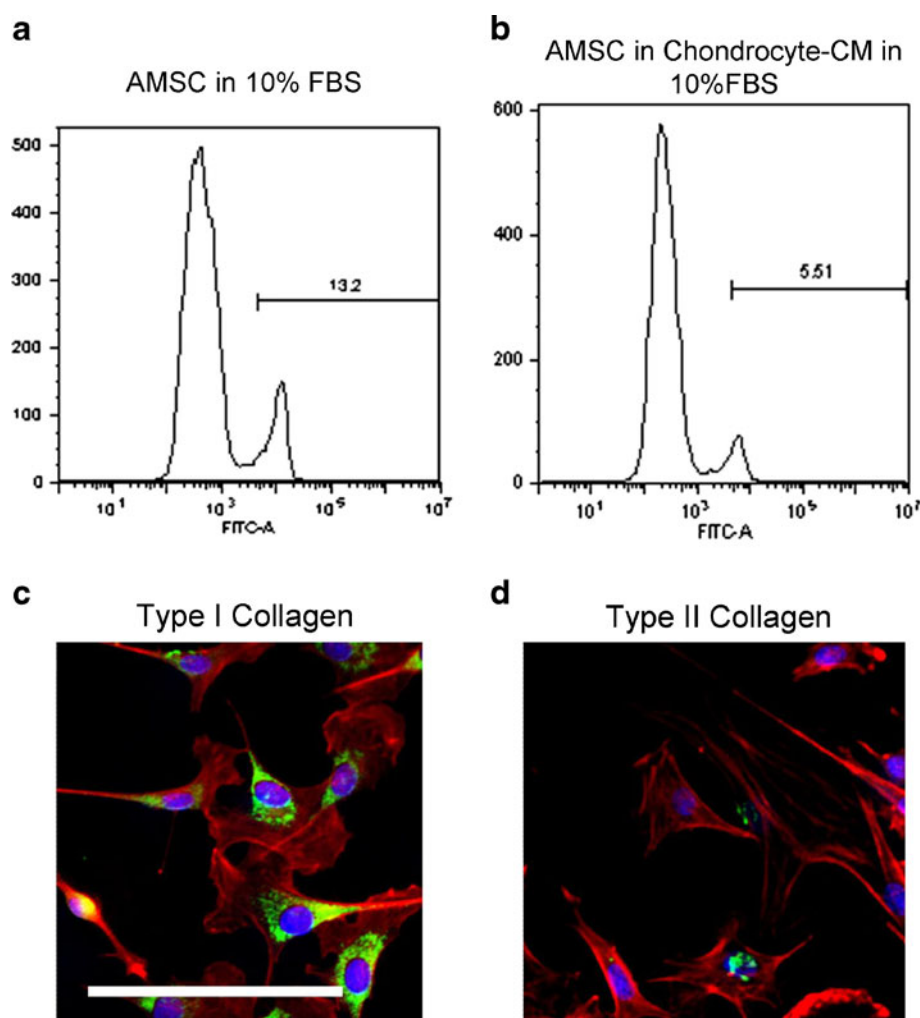 a
AMSC in 10% FBS
500
400
300
200
100
0
13.2
10^1
10^3
10^5
10^7
FITC-A
b
AMSC in Chondrocyte-CM in
10%FBS
600
400
200
0
5.51
10^1
10^3
10^5
10^7
FITC-A
c
Type I Collagen
d
Type II Collagen